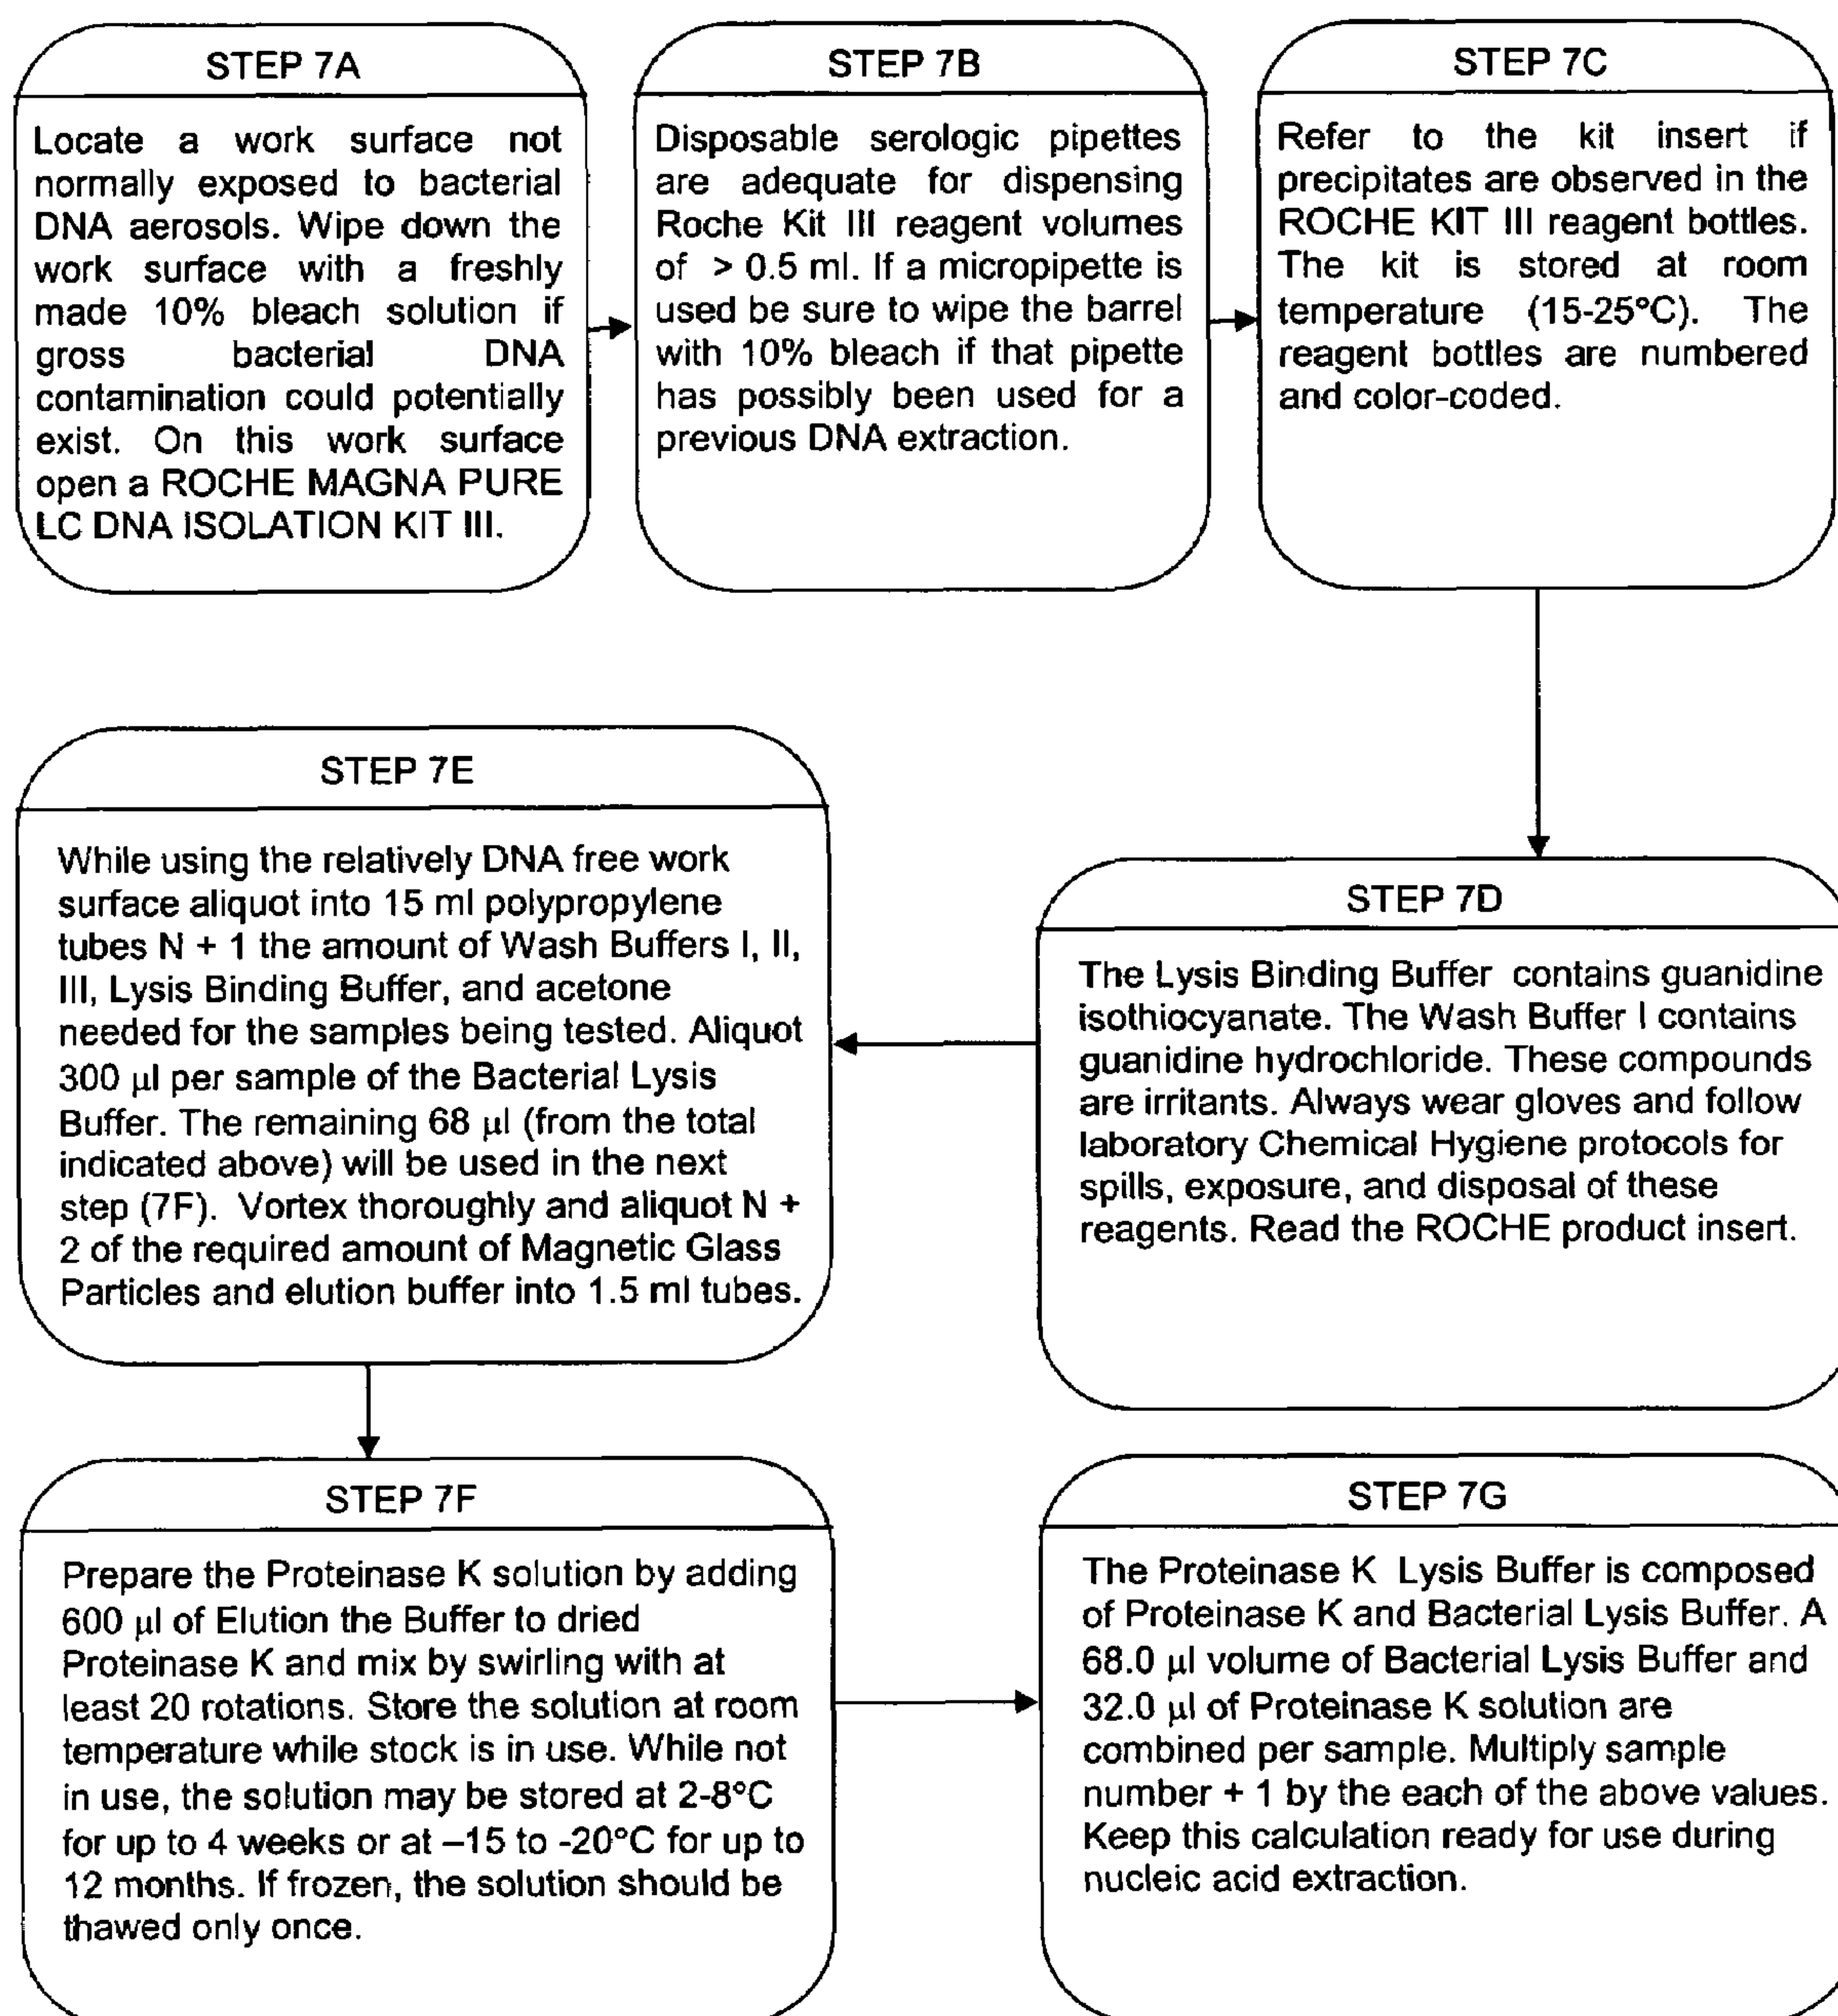 STEP 7A
Locate a work surface not
normally exposed to bacterial
DNA aerosols. Wipe down the
work surface with a freshly
made 10% bleach solution if
gross bacterial DNA
contamination could potentially
exist. On this work surface
open a ROCHE MAGNA PURE
LC DNA ISOLATION KIT III.
STEP 7B
Disposable serologic pipettes
are adequate for dispensing
Roche Kit III reagent volumes
of > 0.5 ml. If a micropipette is
used be sure to wipe the barrel
with 10% bleach if that pipette
has possibly been used for a
previous DNA extraction.
STEP 7C
Refer to the kit insert if
precipitates are observed in the
ROCHE KIT III reagent bottles.
The kit is stored at room
temperature (15-25°C). The
reagent bottles are numbered
and color-coded.
STEP 7D
The Lysis Binding Buffer contains guanidine
isothiocyanate. The Wash Buffer I contains
guanidine hydrochloride. These compounds
are irritants. Always wear gloves and follow
laboratory Chemical Hygiene protocols for
spills, exposure, and disposal of these
reagents. Read the ROCHE product insert.
STEP 7E
While using the relatively DNA free work
surface aliquot into 15 ml polypropylene
tubes N + 1 the amount of Wash Buffers I, II,
III, Lysis Binding Buffer, and acetone
needed for the samples being tested. Aliquot
300 µl per sample of the Bacterial Lysis
Buffer. The remaining 68 µl (from the total
indicated above) will be used in the next
step (7F). Vortex thoroughly and aliquot N +
2 of the required amount of Magnetic Glass
Particles and elution buffer into 1.5 ml tubes.
STEP 7F
Prepare the Proteinase K solution by adding
600 µl of Elution the Buffer to dried
Proteinase K and mix by swirling with at
least 20 rotations. Store the solution at room
temperature while stock is in use. While not
in use, the solution may be stored at 2-8°C
for up to 4 weeks or at –15 to -20°C for up to
12 months. If frozen, the solution should be
thawed only once.
STEP 7G
The Proteinase K Lysis Buffer is composed
of Proteinase K and Bacterial Lysis Buffer. A
68.0 µl volume of Bacterial Lysis Buffer and
32.0 µl of Proteinase K solution are
combined per sample. Multiply sample
number + 1 by the each of the above values.
Keep this calculation ready for use during
nucleic acid extraction.